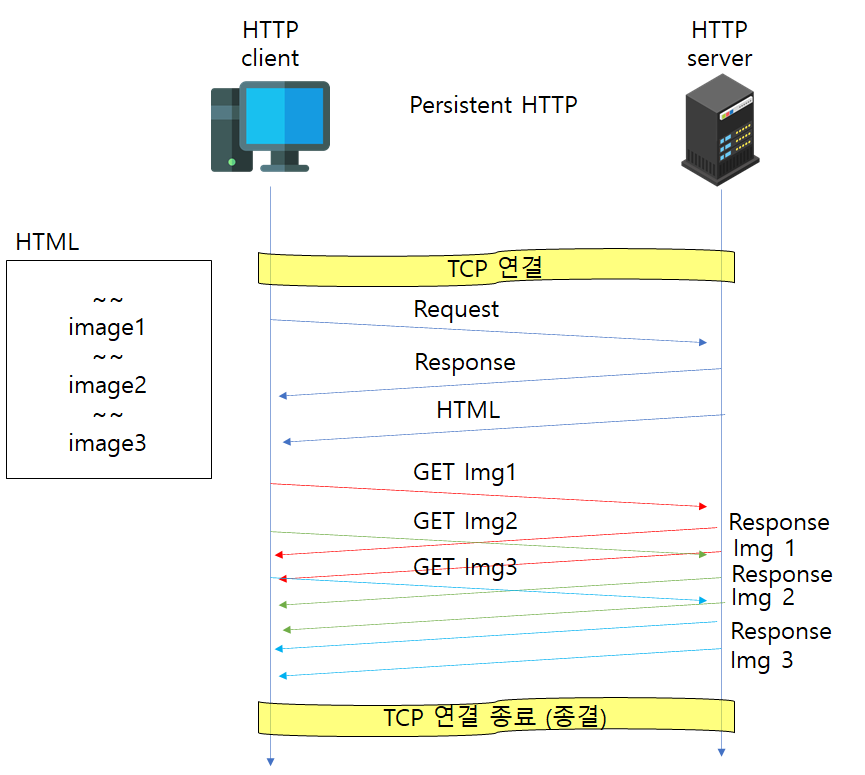 HTTP
client
HTTP
server
Persistent HTTP
HTML
~~
image1
~~
image2
~~
image3
TCP 연결
Request
Response
HTML
GET Img1
GET Img2
GET Img3
Response
Img 1
Response
Img 2
Response
Img 3
TCP 연결 종료 (종결)